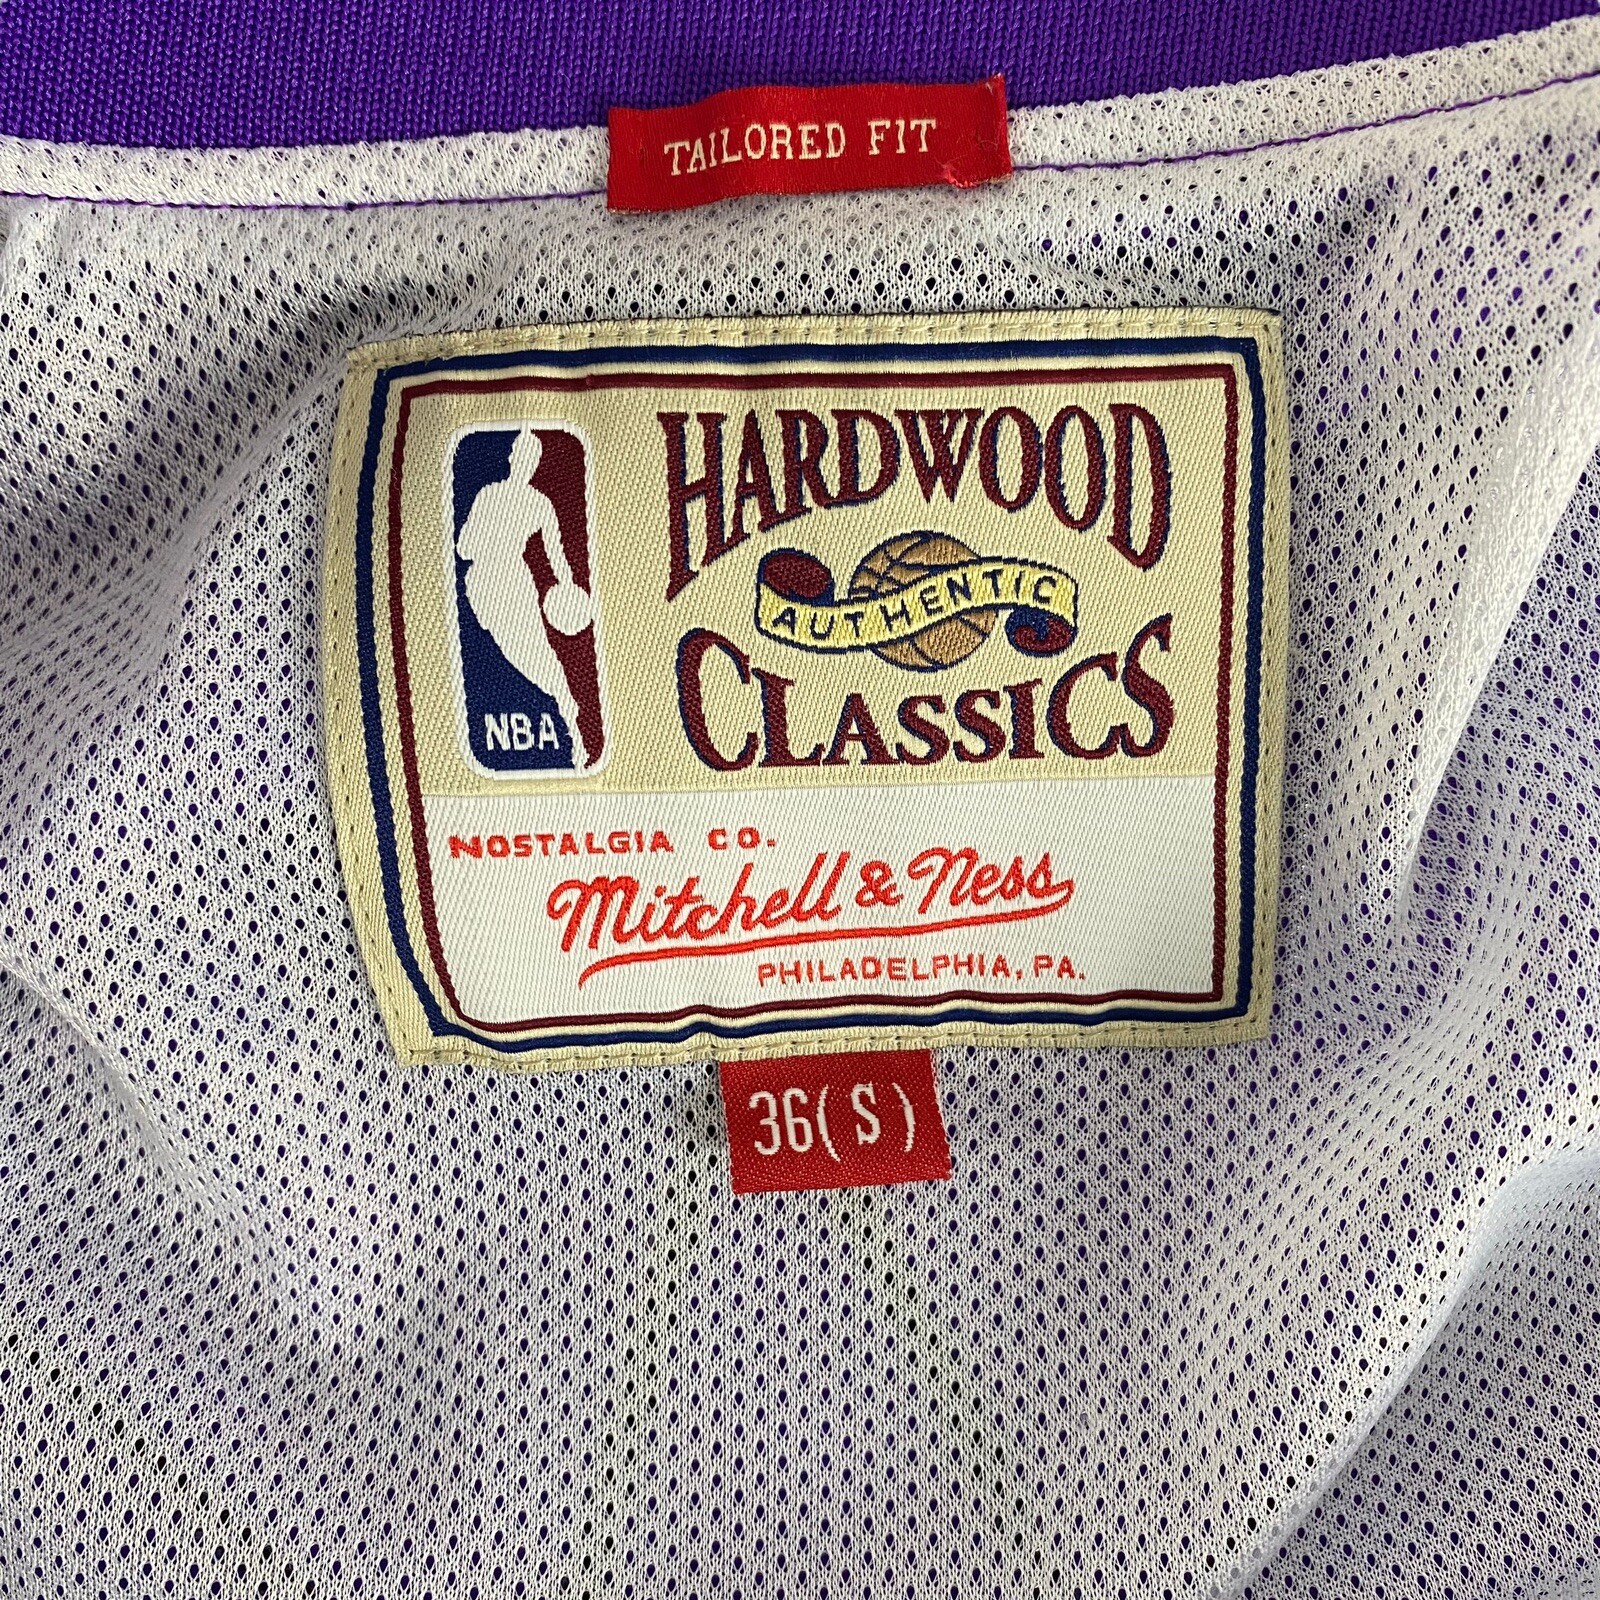 TAILORED FIT
HARDWOOD
AUTHENTIC
CLASSICS
NBA
NOSTALGIA CO.
Mitchell & Ness
PHILADELPHIA, PA.
36(S)